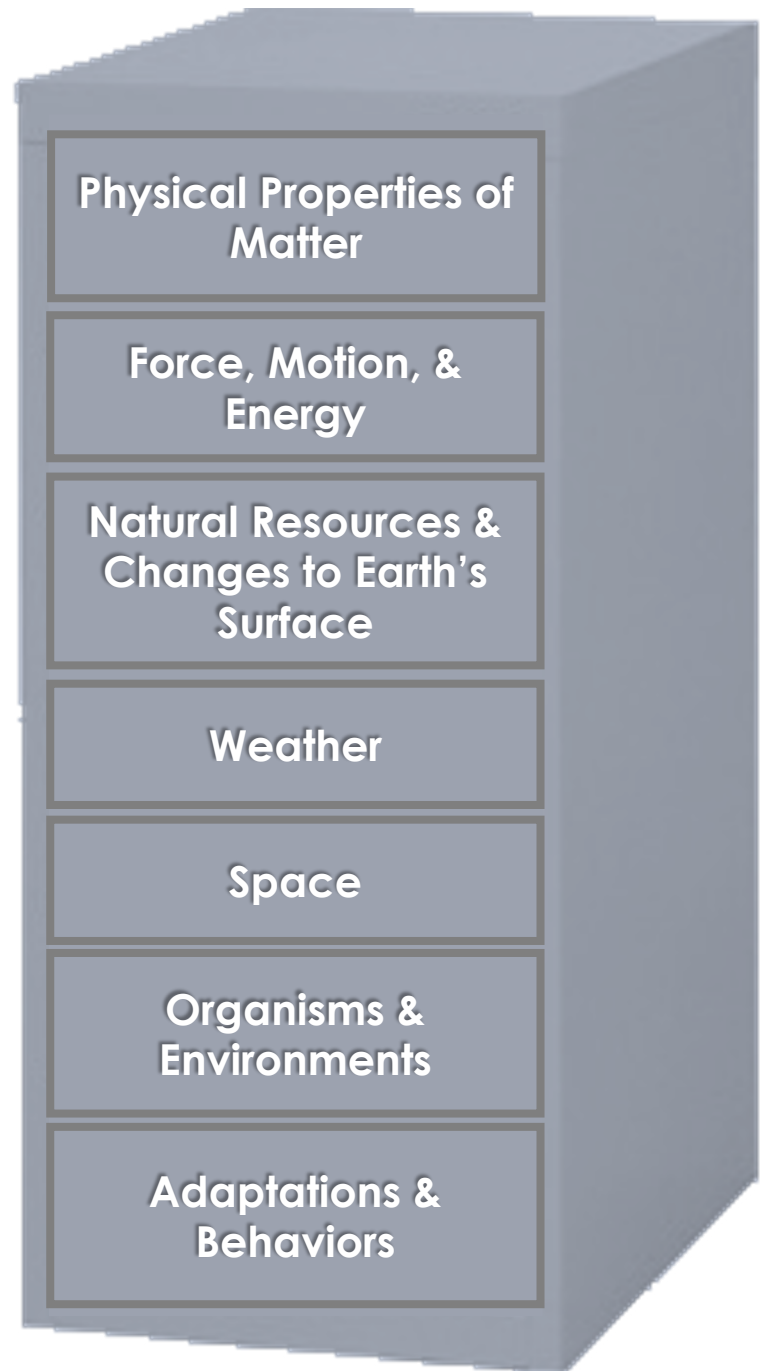 Physical Properties of
Matter
Force, Motion, &
Energy
Natural Resources &
Changes to Earth’s
Surface
Weather
Space
Organisms &
Environments
Adaptations &
Behaviors